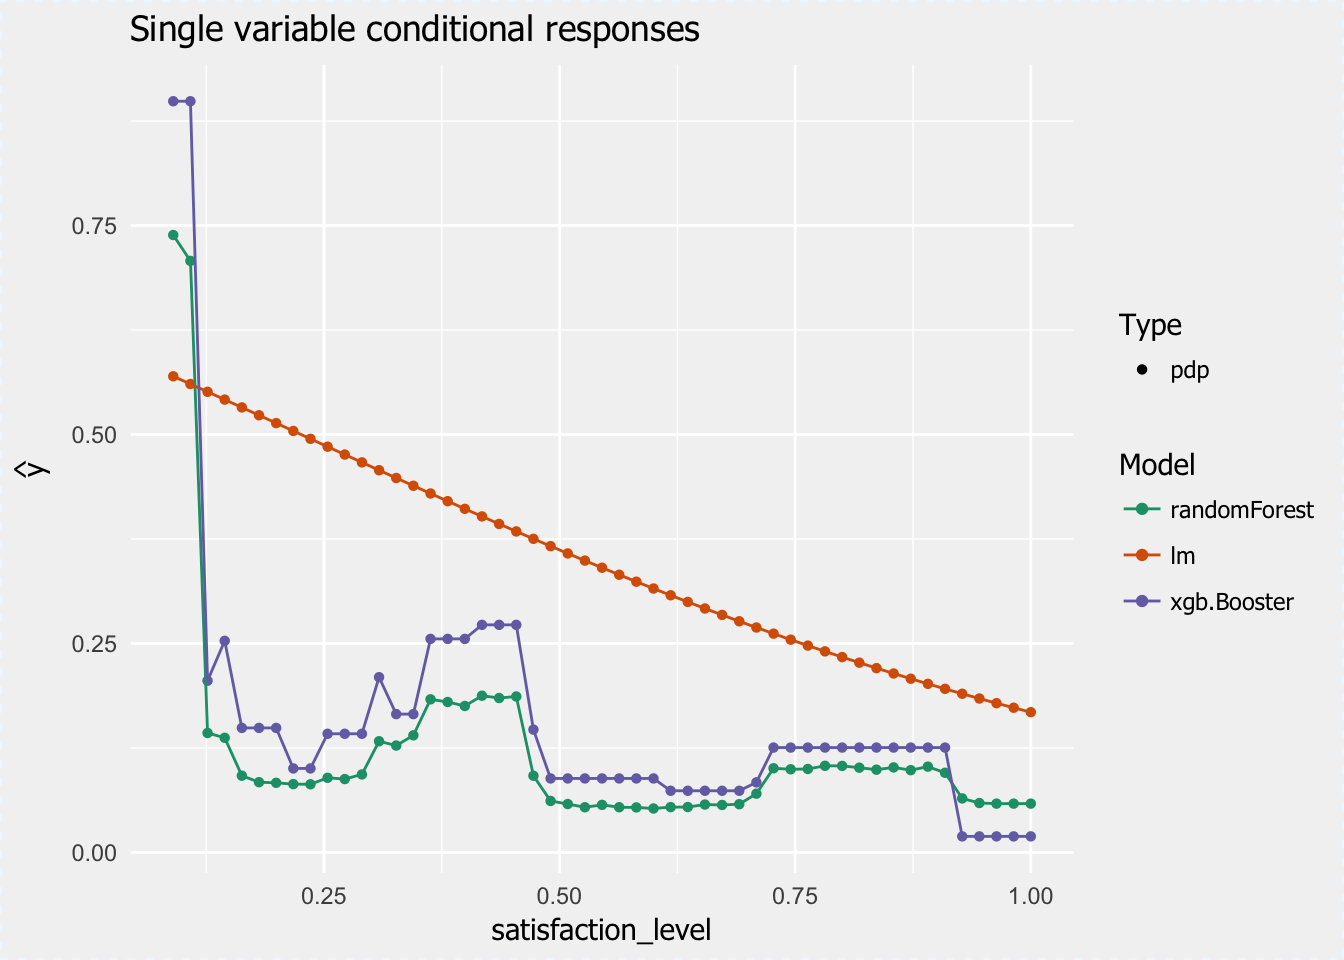 Single variable conditional responses
0.75
0.50
0.25
0.00
ŷ
0.25 0.50 0.75 1.00
satisfaction_level
Type
pdp
Model
randomForest
lm
xgb.Booster